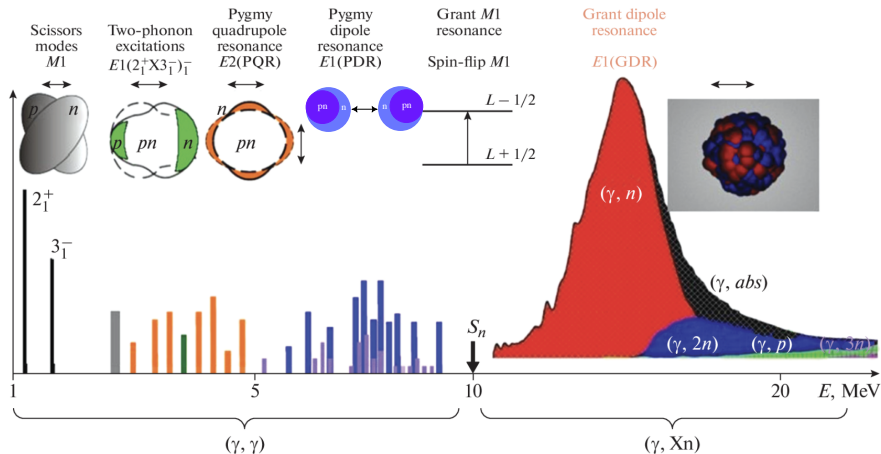 Scissors
modes
M1
Two-phonon
excitations
E1(2₁⁺X3₁⁻)₁⁻
Pygmy
quadrupole
resonance
E2(PQR)
Pygmy
dipole
resonance
E1(PDR)
Grant M1
resonance
Spin-flip M1
Grant dipole
resonance
E1(GDR)
p n
p pn n
n
pn
pn n
n pn
L − 1/2
L + 1/2
2₁⁺
3₁⁻
(γ, n)
(γ, abs)
Sₙ
(γ, 2n)
(γ, p)
(γ, 3n)
1 5 10 20 E, MeV
(γ, γ)
(γ, Xn)